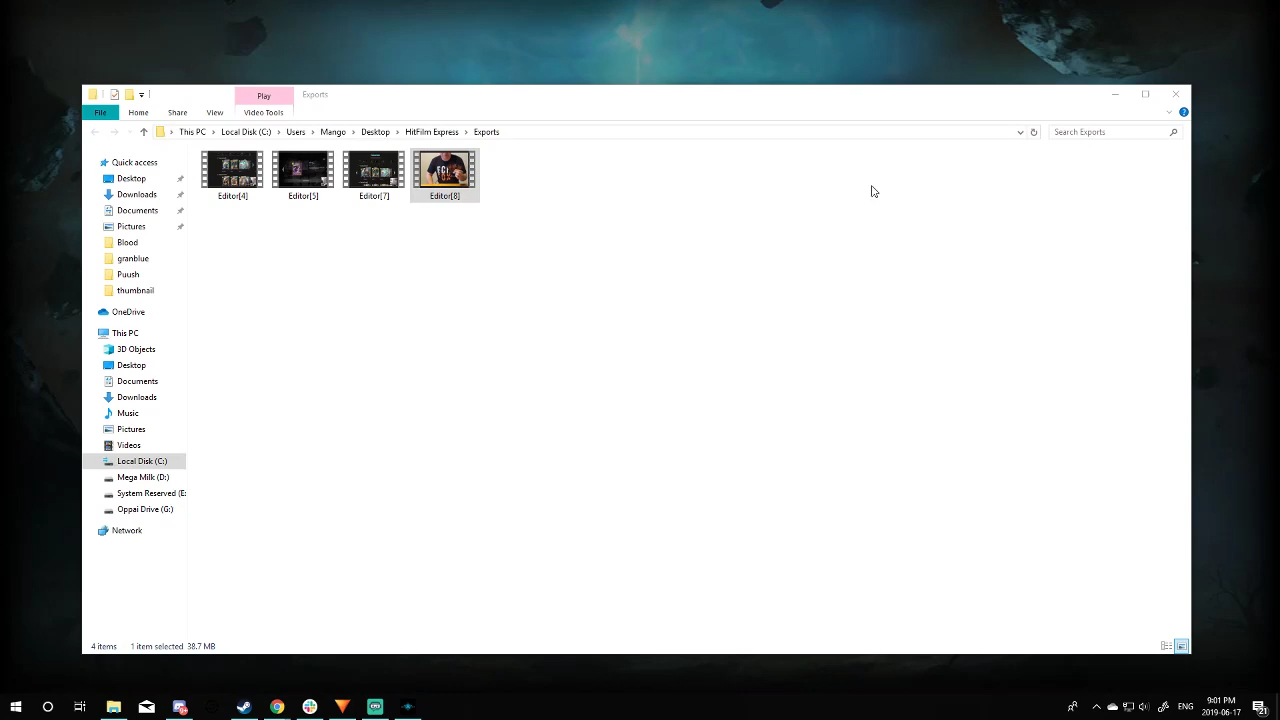 Play
Exports
File
Home
Share
View
Video Tools
This PC
Local Disk (C:)
Users
Mango
Desktop
HitFilm Express
Exports
Search Exports
Quick access
Desktop
Downloads
Documents
Pictures
Blood
granblue
Puush
thumbnail
OneDrive
This PC
3D Objects
Desktop
Documents
Downloads
Music
Pictures
Videos
Local Disk (C:)
Mega Milk (D:)
System Reserved (E:
Oppai Drive (G:)
Network
Editor[4]
Editor[5]
Editor[7]
Editor[8]
4 items
1 item selected
38.7 MB
ENG
9:01 PM
2019-06-17
21